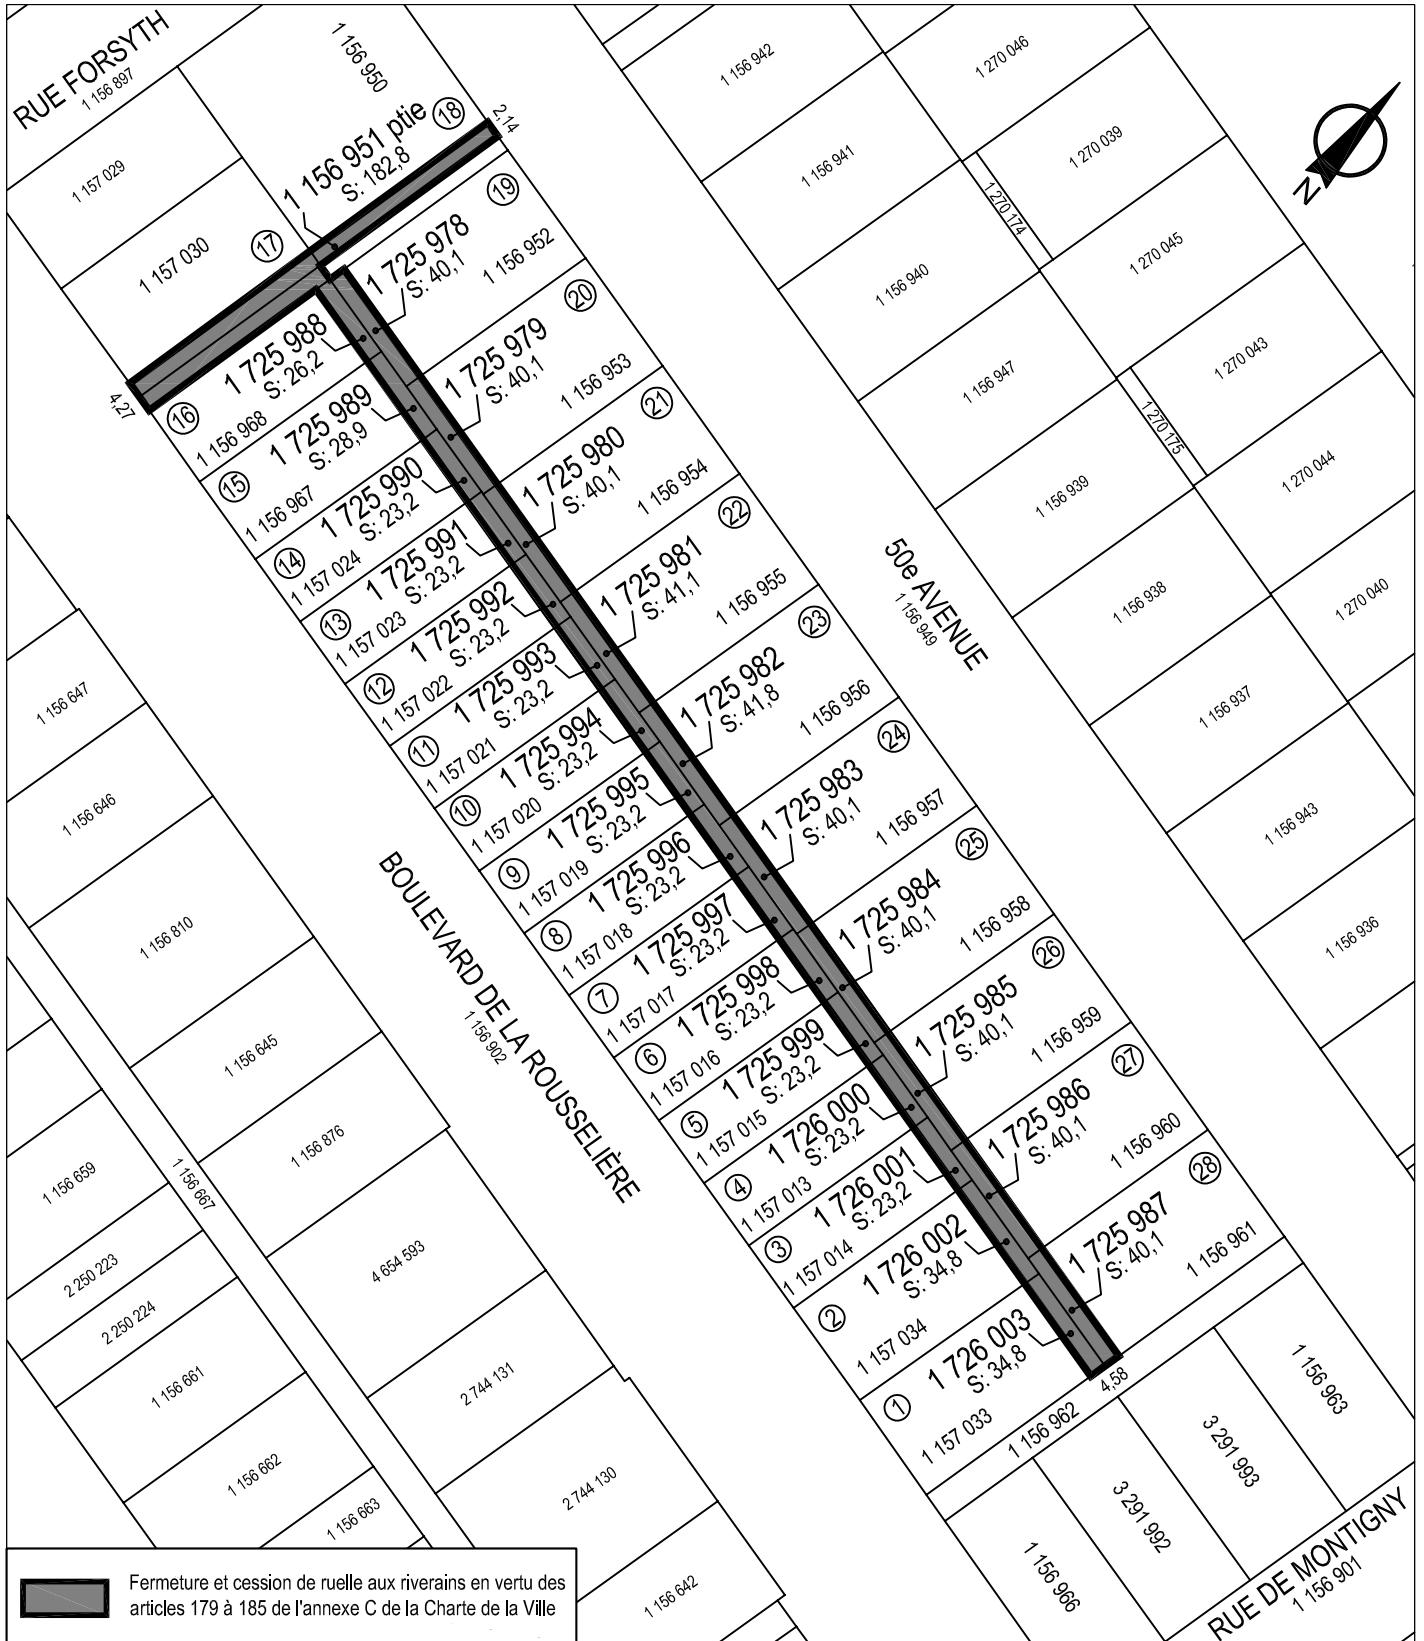 RUE FORSYTH
1 156 897
1 156 950
1 156 942
1 270 046
1 157 029
1 156 951 ptie
S: 182,8
18
2,14
1 156 941
1 270 039
N
1 157 030
17
19
1 270 174
1 725 978
S: 40,1
1 156 952
1 156 940
1 270 045
20
1 725 988
S: 26,2
1 725 979
S: 40,1
1 156 953
1 156 947
1 270 043
4,27
16
1 156 968
1 725 989
S: 28,9
21
1 270 175
15
1 156 967
1 725 990
S: 23,2
1 725 980
S: 40,1
1 156 954
1 156 939
1 270 044
14
1 157 024
1 725 991
S: 23,2
22
50e AVENUE
1 156 949
13
1 157 023
1 725 992
S: 23,2
1 725 981
S: 41,1
1 156 955
1 156 938
1 270 040
12
1 157 022
1 725 993
S: 23,2
23
1 156 647
11
1 157 021
1 725 994
S: 23,2
1 725 982
S: 41,8
1 156 956
1 156 937
24
10
1 157 020
1 725 995
S: 23,2
1 725 983
S: 40,1
1 156 957
1 156 646
1 156 943
9
1 157 019
1 725 996
S: 23,2
25
BOULEVARD DE LA ROUSSELIÈRE
1 156 902
8
1 157 018
1 725 997
S: 23,2
1 725 984
S: 40,1
1 156 958
1 156 810
1 156 936
7
1 157 017
1 725 998
S: 23,2
26
6
1 157 016
1 725 999
S: 23,2
1 725 985
S: 40,1
1 156 959
1 156 645
27
5
1 157 015
1 726 000
S: 23,2
1 725 986
S: 40,1
1 156 960
1 156 876
1 156 659
1 156 667
4
1 157 013
1 726 001
S: 23,2
28
3
1 157 014
1 726 002
S: 34,8
1 725 987
S: 40,1
1 156 961
2 250 223
4 654 593
2
1 157 034
1 726 003
S: 34,8
2 250 224
4,58
1
1 157 033
1 156 962
1 156 963
1 156 661
2 744 131
3 291 993
1 156 662
2 744 130
3 291 992
1 156 663
RUE DE MONTIGNY
1 156 901
1 156 966
1 156 642
Fermeture et cession de ruelle aux riverains en vertu des
articles 179 à 185 de l'annexe C de la Charte de la Ville